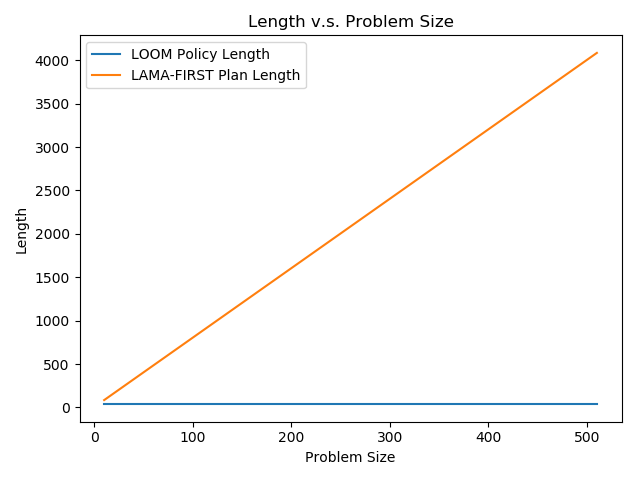 Length v.s. Problem Size
LOOM Policy Length
LAMA-FIRST Plan Length
Length
4000
3500
3000
2500
2000
1500
1000
500
0
0 100 200 300 400 500
Problem Size